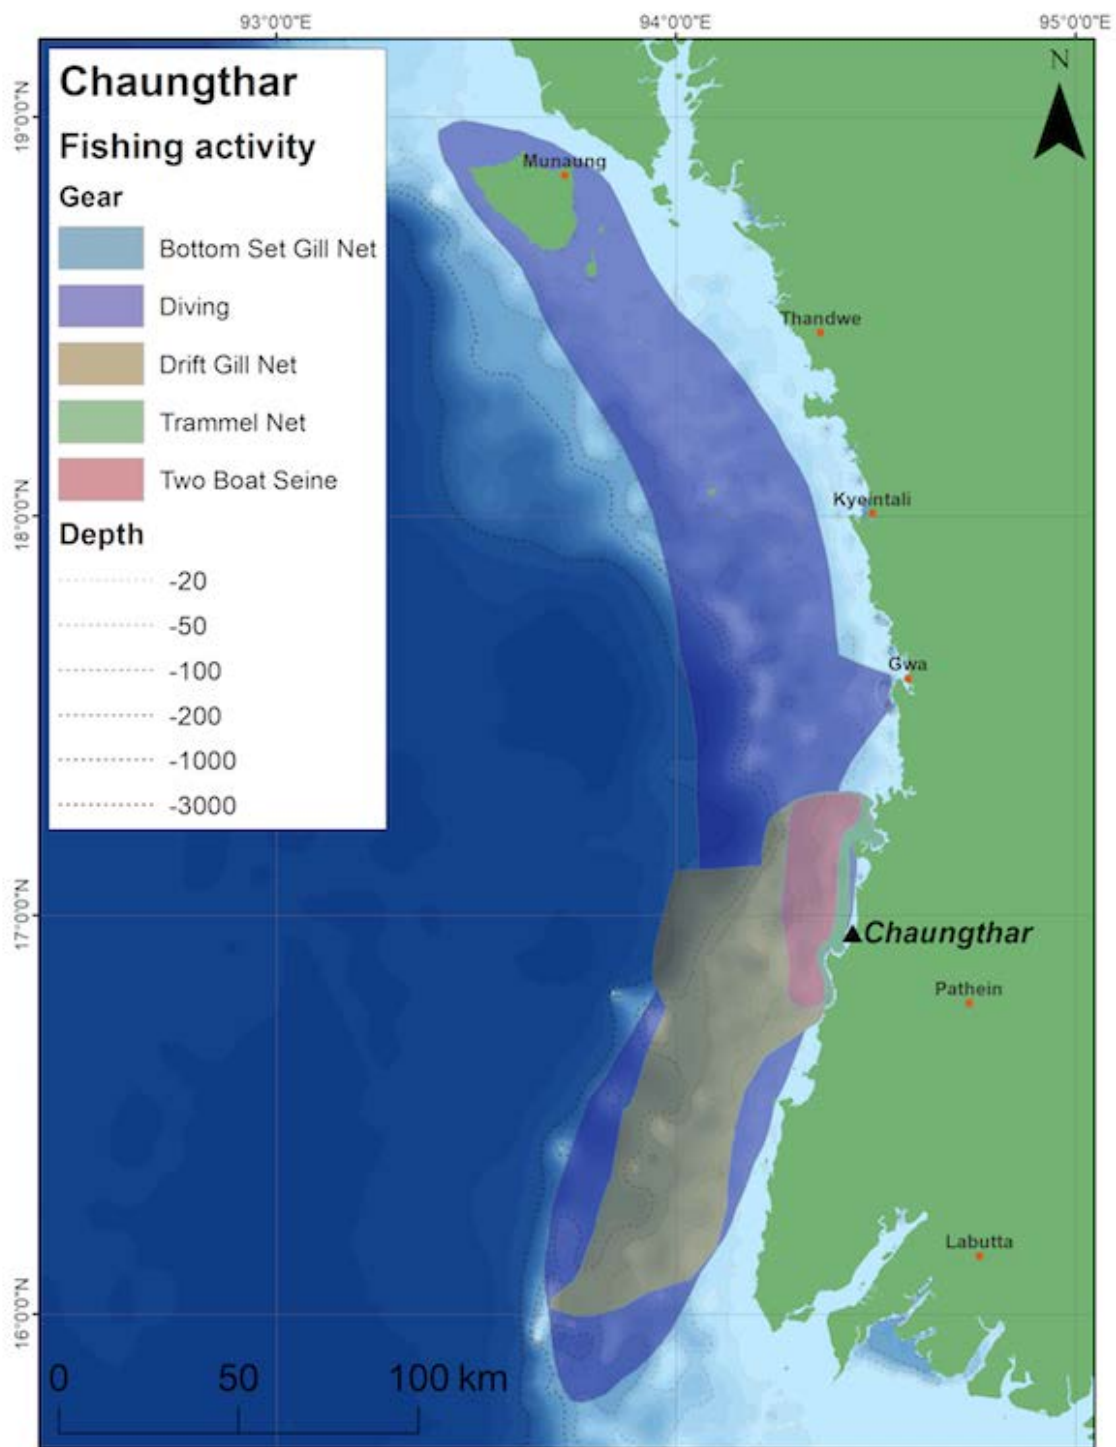 93°0'0"E 94°0'0"E 95°0'0"E
Chaungthar
Fishing activity
Gear
Bottom Set Gill Net
Diving
Drift Gill Net
Trammel Net
Two Boat Seine
Depth
-20
-50
-100
-200
-1000
-3000
N
19°0'0"N
Munaung
Thandwe
18°0'0"N
Kyeintali
Gwa
17°0'0"N
Chaungthar
Pathein
Labutta
16°0'0"N
0 50 100 km